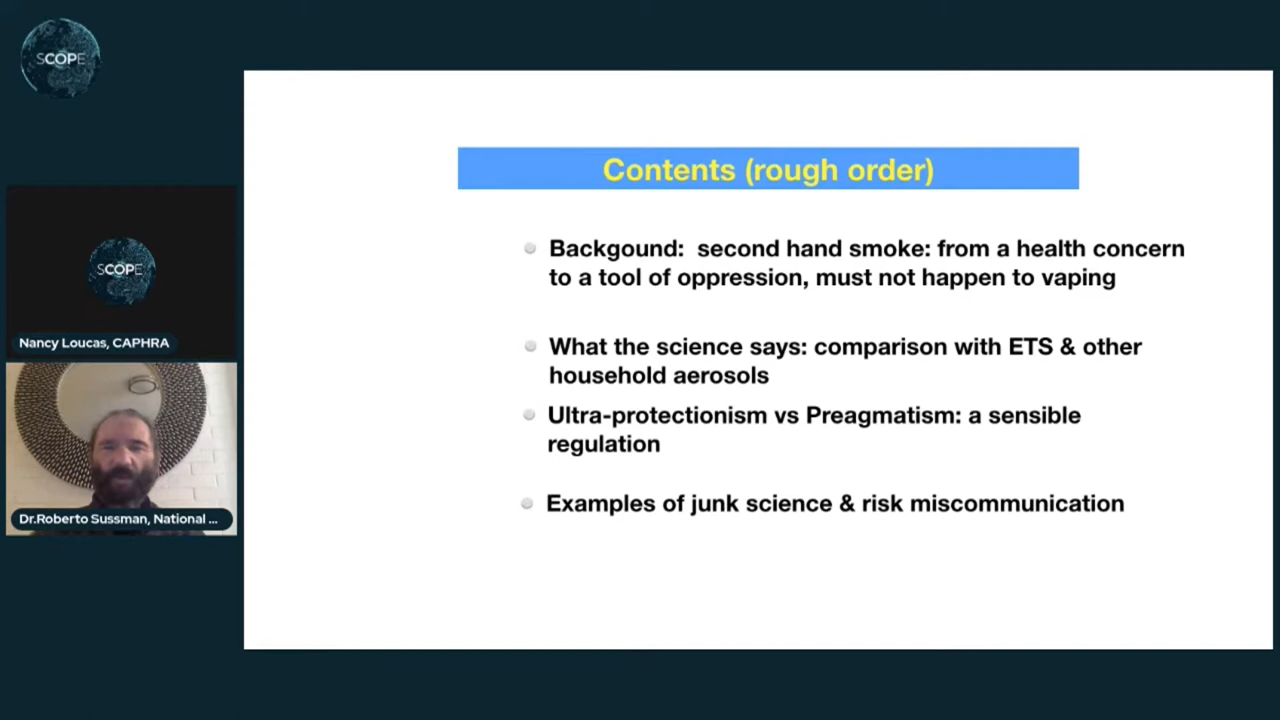 SCOPE
Contents (rough order)
Backgound: second hand smoke: from a health concern
to a tool of oppression, must not happen to vaping
What the science says: comparison with ETS & other
household aerosols
Ultra-protectionism vs Preagmatism: a sensible
regulation
Examples of junk science & risk miscommunication
SCOPE
Nancy Loucas, CAPHRA
Dr.Roberto Sussman, National ...